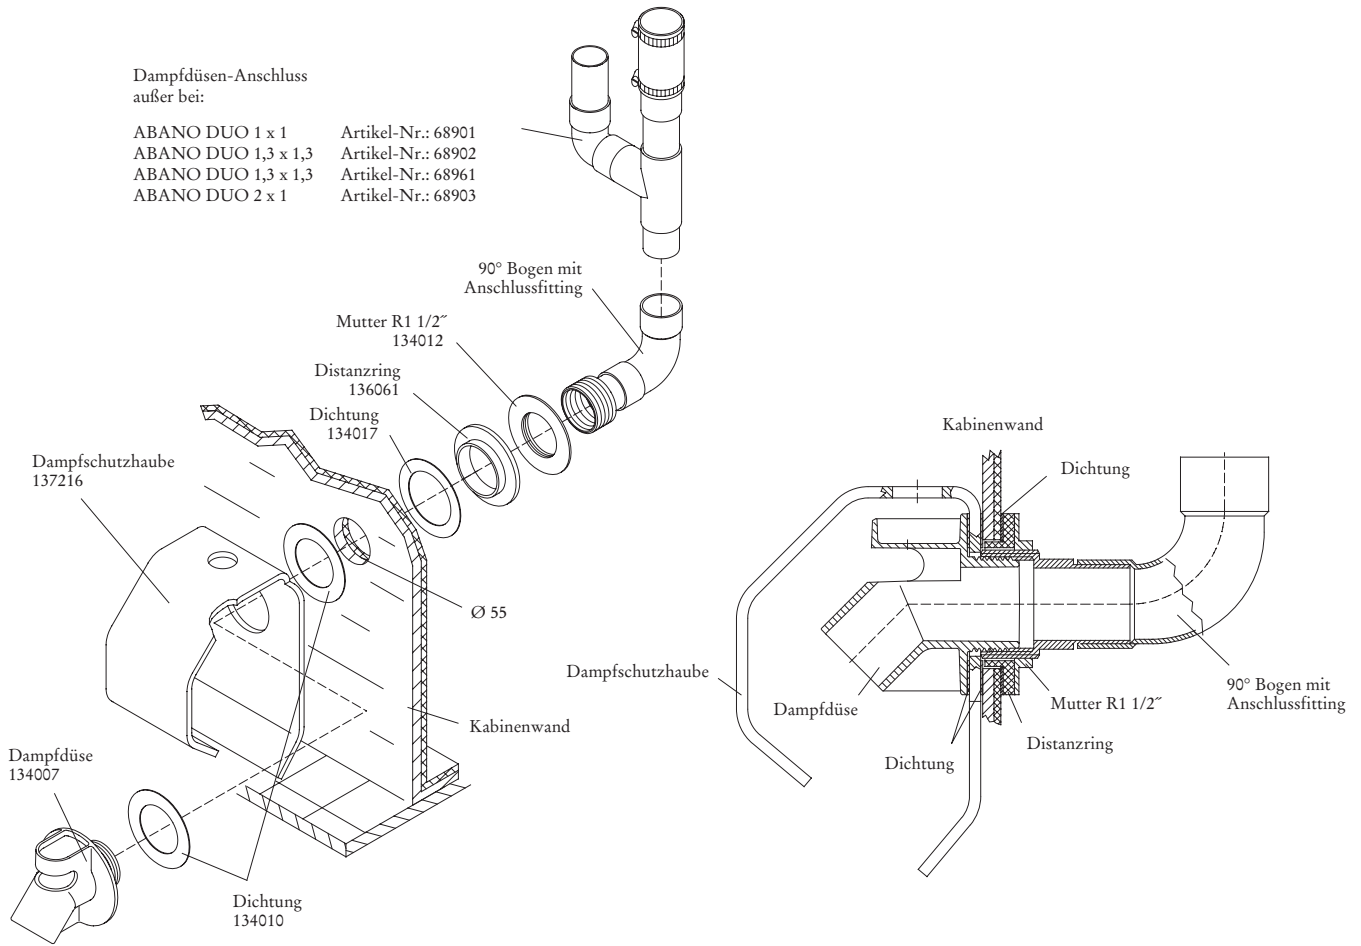 Dampfdüsen-Anschluss
außer bei:
ABANO DUO 1 x 1 Artikel-Nr.: 68901
ABANO DUO 1,3 x 1,3 Artikel-Nr.: 68902
ABANO DUO 1,3 x 1,3 Artikel-Nr.: 68961
ABANO DUO 2 x 1 Artikel-Nr.: 68903
90° Bogen mit
Anschlussfitting
Mutter R1 1/2˝
134012
Distanzring
136061
Dichtung
134017
Dampfschutzhaube
137216
Ø 55
Kabinenwand
Dampfdüse
134007
Dichtung
134010
Kabinenwand
Dichtung
Dampfschutzhaube
Dampfdüse
Dichtung
Mutter R1 1/2˝
Distanzring
90° Bogen mit
Anschlussfitting